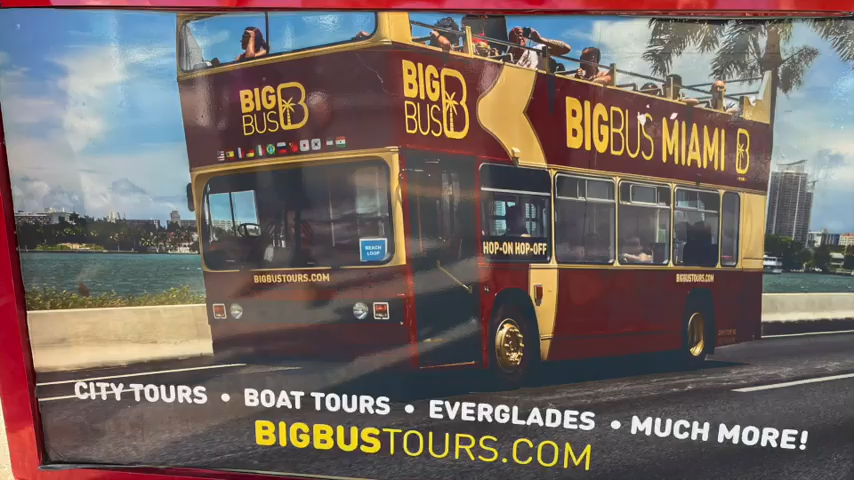 BIG
BUS
BIG
BUS
BIGBUS MIAMI
HOP-ON HOP-OFF
BEACH
LOOP
BIGBUSTOURS.COM
BIGBUSTOURS.COM
CITY TOURS • BOAT TOURS • EVERGLADES • MUCH MORE!
BIGBUSTOURS.COM